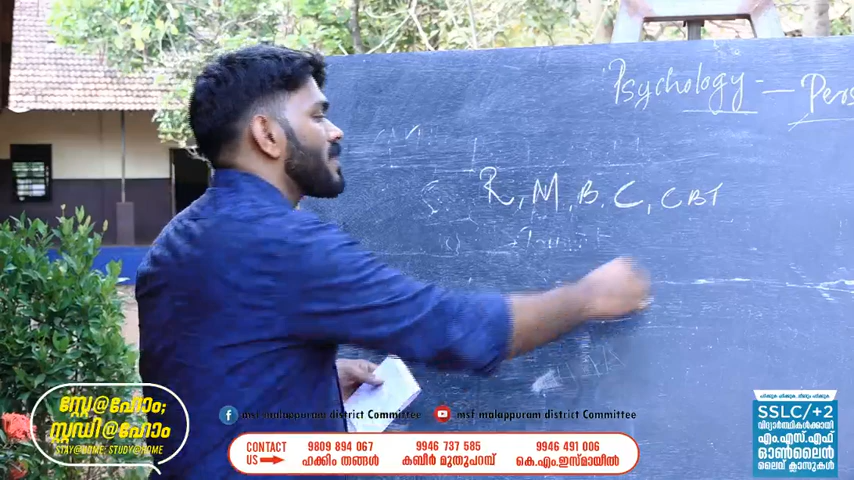 Psychology — Pers
R, M, B, C, CBT
സ്റ്റേ@ഹോം;
സ്റ്റഡി@ഹോം
STAY@HOME; STUDY@HOME
msf malappuram district Committee
msf malappuram district Committee
CONTACT US
9809 894 067
ഹക്കീം തങ്ങൾ
9946 737 585
കബീർ മുതുപറമ്പ്
9946 491 006
കെ.എം.ഇസ്മായീൽ
SSLC/+2
വിദ്യാർത്ഥികൾക്കായി
എം.എസ്.എഫ്
ഓൺലൈൻ
ലൈവ് ക്ലാസുകൾ